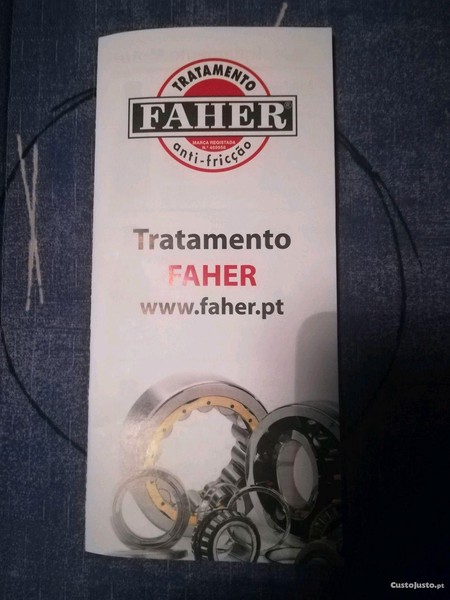 TRATAMENTO
FAHER®
MARCA REGISTADA
anti-fricção
Tratamento
FAHER
www.faher.pt
CustoJusto.pt